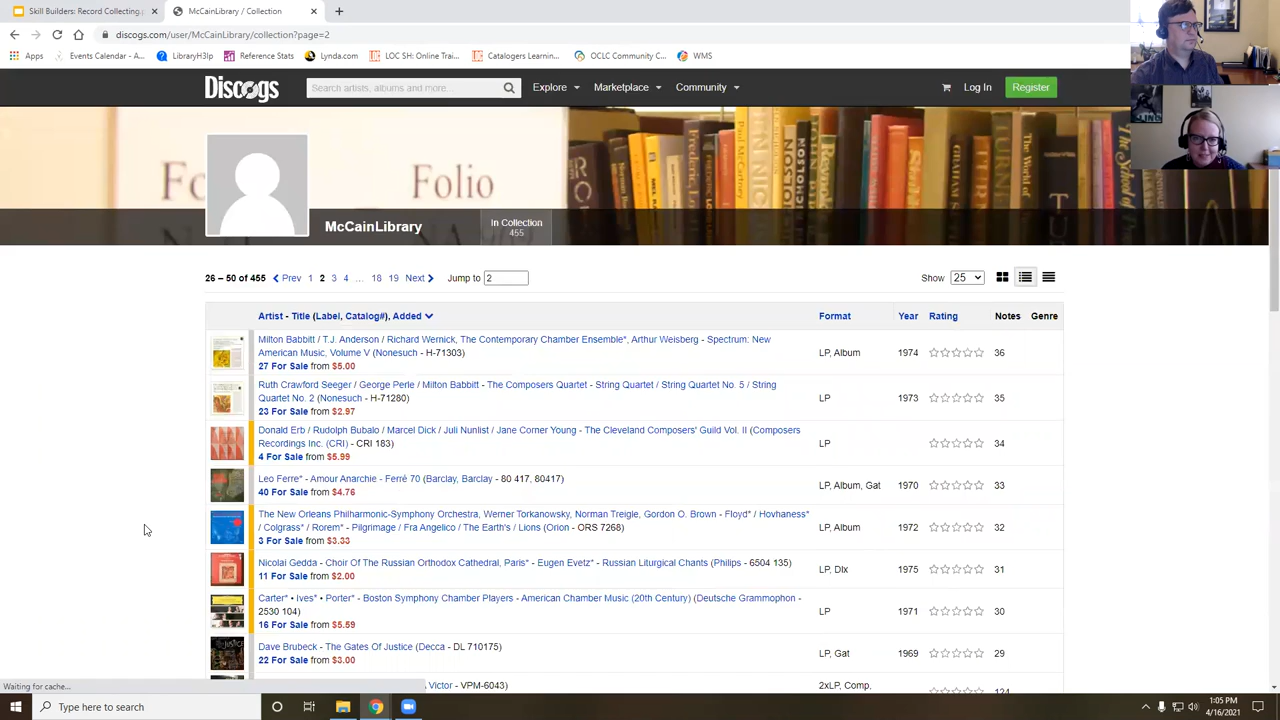 Skill Builders: Record Collecting
McCainLibrary / Collection
discogs.com/user/McCainLibrary/collection?page=2
Apps
Events Calendar - A...
LibraryH3lp
Reference Stats
Lynda.com
LOC SH: Online Trai...
Catalogers Learnin...
OCLC Community C...
WMS
Discogs
Search artists, albums and more...
Explore
Marketplace
Community
Log In
Register
Folio
McCainLibrary
In Collection
455
26 – 50 of 455
Prev 1 2 3 4 ... 18 19 Next
Jump to 2
Show 25
Artist - Title (Label, Catalog#), Added
Format
Year
Rating
Notes
Genre
Milton Babbitt / T.J. Anderson / Richard Wernick, The Contemporary Chamber Ensemble*, Arthur Weisberg - Spectrum: New
American Music, Volume V (Nonesuch - H-71303)
27 For Sale from $5.00
LP, Album
1974
36
Ruth Crawford Seeger / George Perle / Milton Babbitt - The Composers Quartet - String Quartet / String Quartet No. 5 / String
Quartet No. 2 (Nonesuch - H-71280)
23 For Sale from $2.97
LP
1973
35
Donald Erb / Rudolph Bubalo / Marcel Dick / Juli Nunlist / Jane Corner Young - The Cleveland Composers' Guild Vol. II (Composers
Recordings Inc. (CRI) - CRI 183)
4 For Sale from $5.99
LP
34
Léo Ferré* - Amour Anarchie - Ferré 70 (Barclay, Barclay - 80 417, 80417)
40 For Sale from $4.76
LP, Album, Gat
1970
33
The New Orleans Philharmonic-Symphony Orchestra, Werner Torkanowsky, Norman Treigle, Gordon O. Brown - Floyd* / Hovhaness*
/ Colgrass* / Rorem* - Pilgrimage / Fra Angelico / The Earth's / Lions (Orion - ORS 7268)
3 For Sale from $3.33
LP, Album
1972
32
Nicolai Gedda - Choir Of The Russian Orthodox Cathedral, Paris* - Eugen Evetz* - Russian Liturgical Chants (Philips - 6504 135)
11 For Sale from $2.00
LP, Dlx
1975
31
Carter* • Ives* • Porter* - Boston Symphony Chamber Players - American Chamber Music (20th Century) (Deutsche Grammophon -
2530 104)
16 For Sale from $5.59
LP
1971
30
Dave Brubeck - The Gates Of Justice (Decca - DL 710175)
22 For Sale from $3.00
LP, Gat
1969
29
Victor - VPM-6043)
2xLP, Comp,
124
Waiting for cache...
Type here to search
1:05 PM
4/16/2021